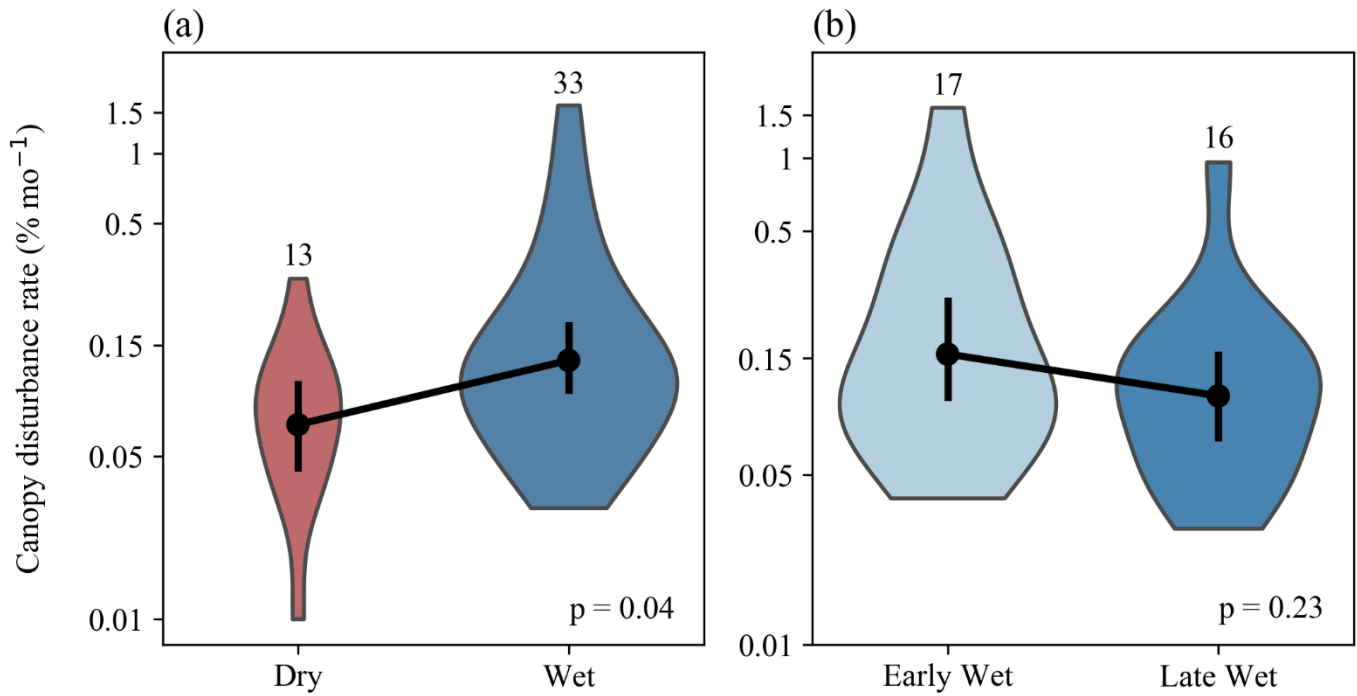 (a)
Canopy disturbance rate (% mo⁻¹)
1.5
1
0.5
0.15
0.05
0.01
13
33
p = 0.04
Dry
Wet
(b)
1.5
1
0.5
0.15
0.05
0.01
17
16
p = 0.23
Early Wet
Late Wet